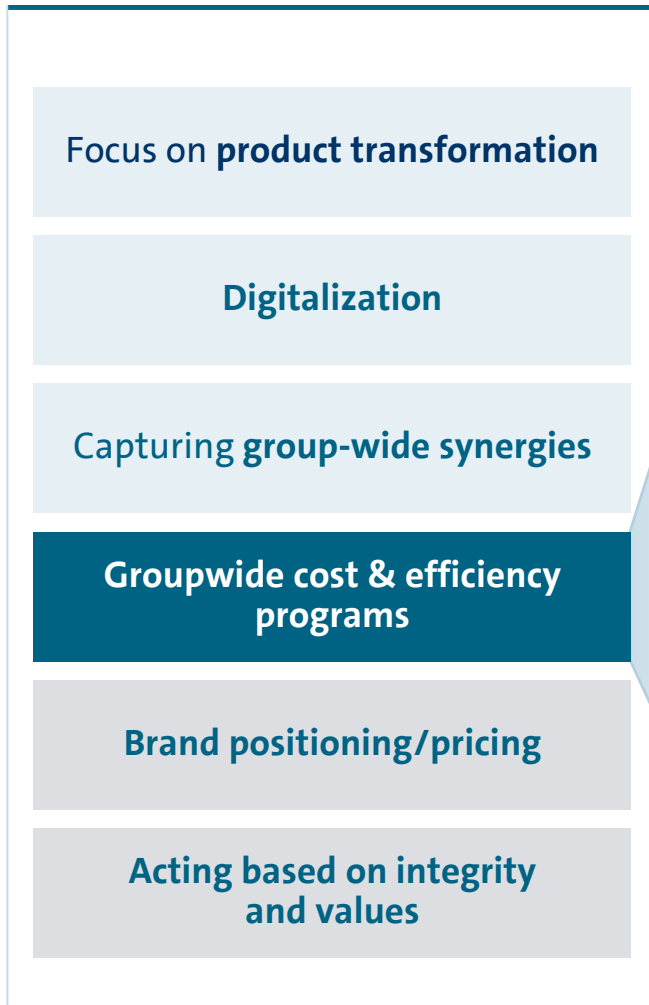 Focus on product transformation
Digitalization
Capturing group-wide synergies
Groupwide cost & efficiency
programs
Brand positioning/pricing
Acting based on integrity
and values